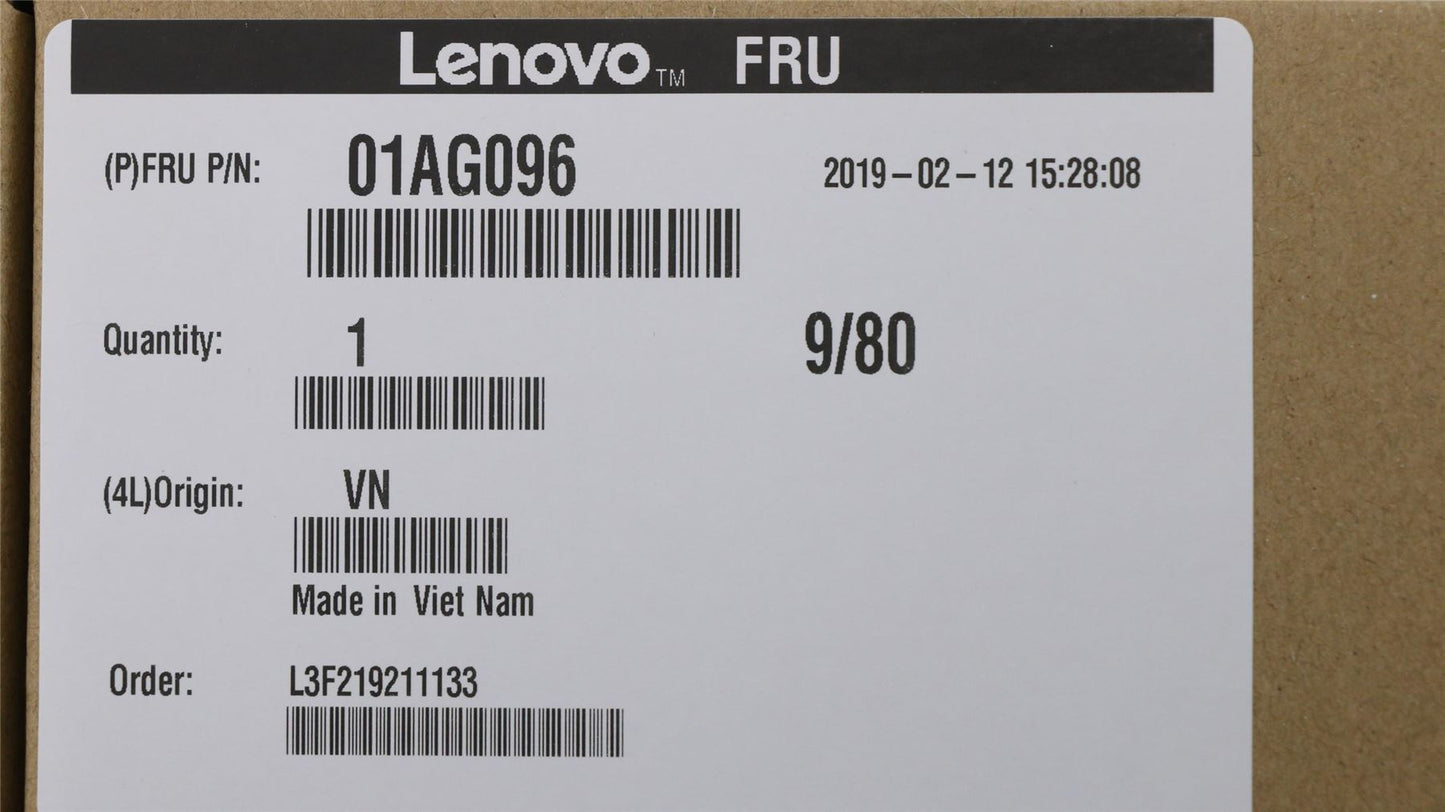 Lenovo™ FRU
(P)FRU P/N: 01AG096 2019-02-12 15:28:08
Quantity: 1 9/80
(4L)Origin: VN
Made in Viet Nam
Order: L3F219211133